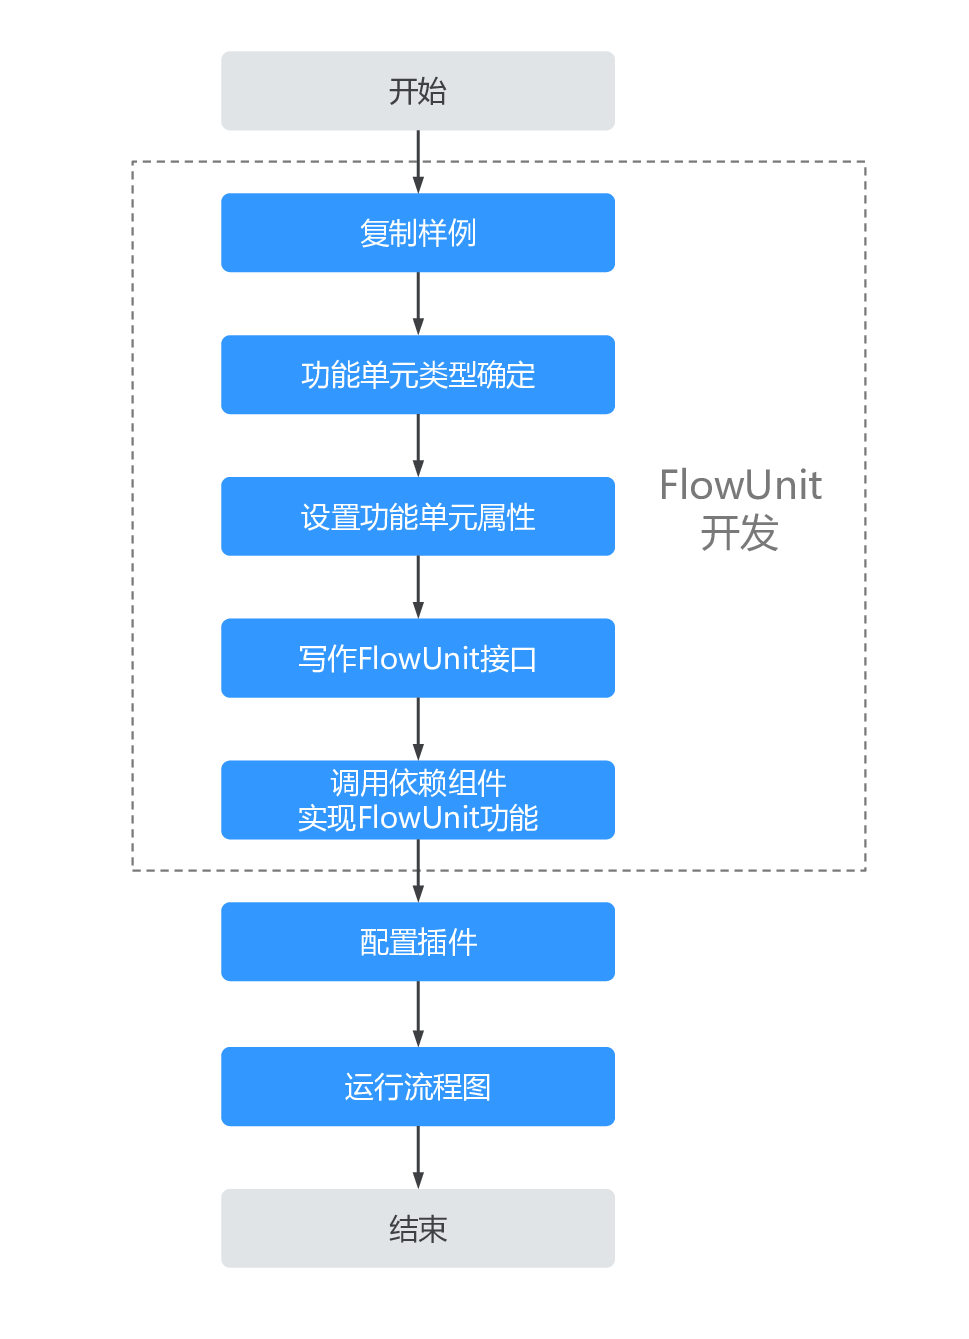 开始
复制样例
功能单元类型确定
设置功能单元属性
FlowUnit
开发
写作FlowUnit接口
调用依赖组件
实现FlowUnit功能
配置插件
运行流程图
结束